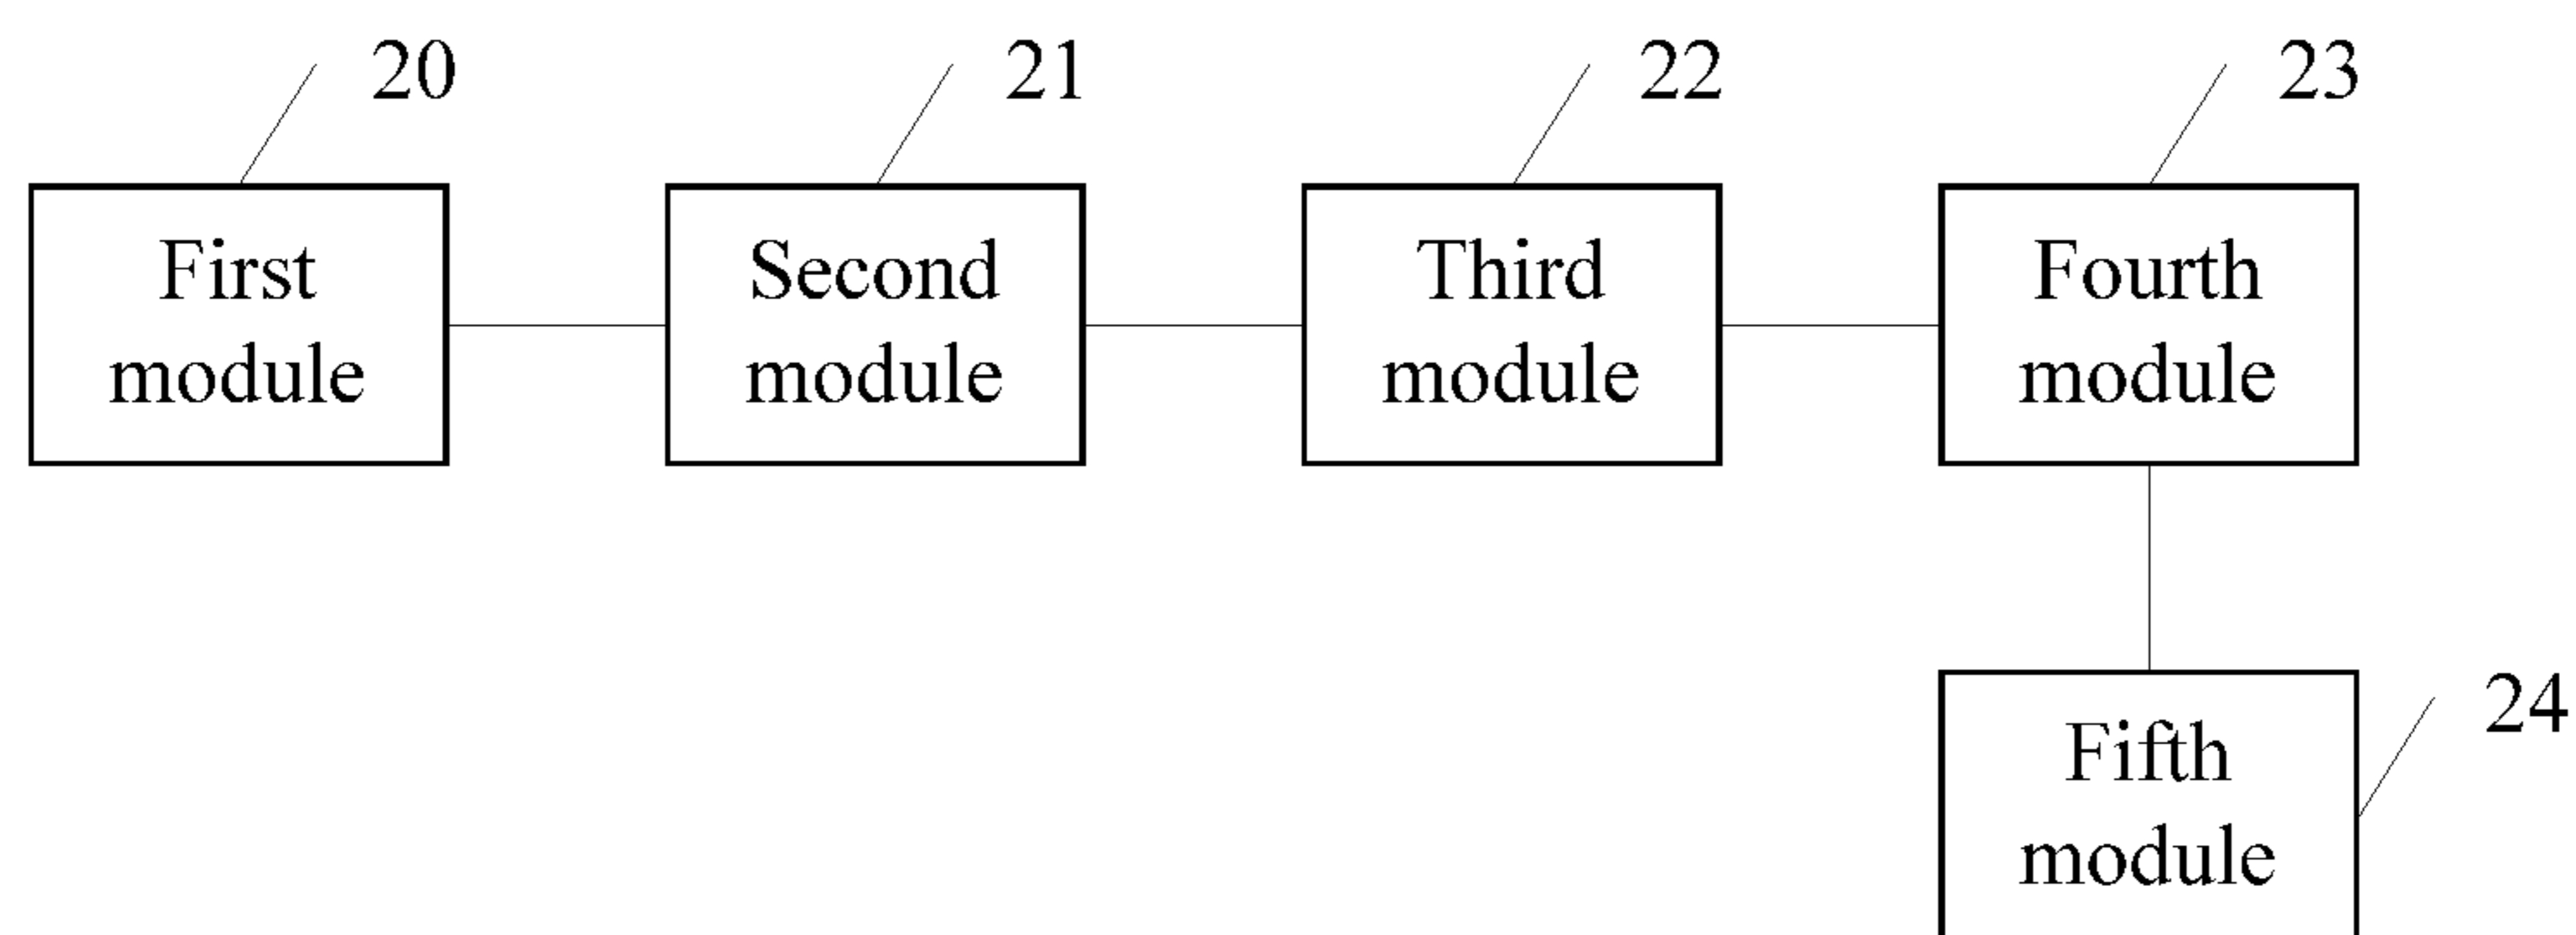 20
21
22
23
First
module
Second
module
Third
module
Fourth
module
24
Fifth
module